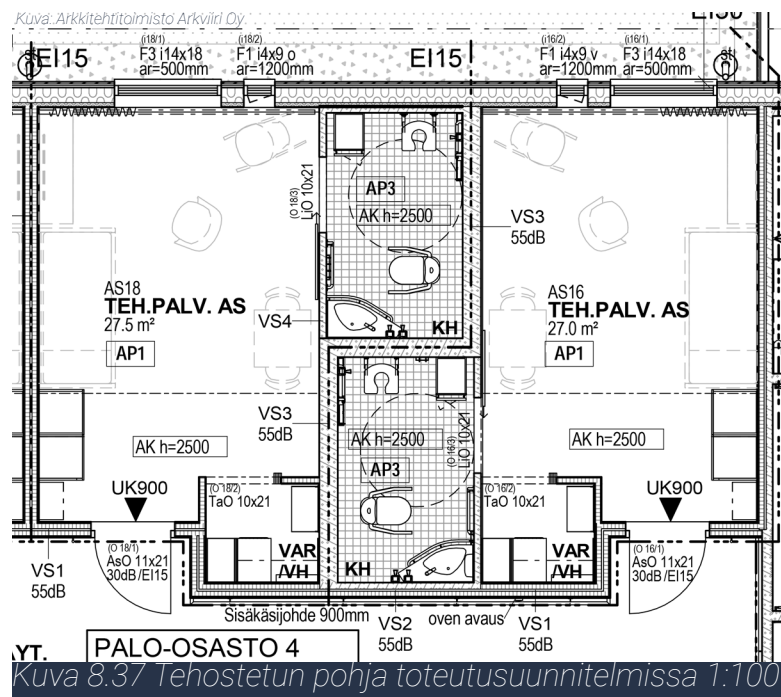 Kuva: Arkkitehtitoimisto Arkviiri Oy
EI30
(i18/1)
F3 i14x18
ar=500mm
(i18/2)
F1 i4x9 o
ar=1200mm
(i16/2)
F1 i4x9 v
ar=1200mm
(i16/1)
F3 i14x18
ar=500mm
EI15
EI15
AP3
AK h=2500
(O 18/3)
LiO 10x21
VS3
55dB
AS18
TEH.PALV. AS
27.5 m²
AP1
VS4
KH
AS16
TEH.PALV. AS
27.0 m²
AP1
VS3
55dB
AK h=2500
AP3
(O 16/3)
LiO 10x21
AK h=2500
AK h=2500
UK900
(O 18/2)
TaO 10x21
(O 16/2)
TaO 10x21
UK900
(O 18/1)
AsO 11x21
30dB/EI15
VAR
/VH
KH
VAR
/VH
(O 16/1)
AsO 11x21
30dB/EI15
VS1
55dB
Sisäkäsijohde 900mm
VS2
55dB
oven avaus
VS1
55dB
ÄYT.
PALO-OSASTO 4
Kuva 8.37 Tehostetun pohja toteutusuunnitelmissa 1:100